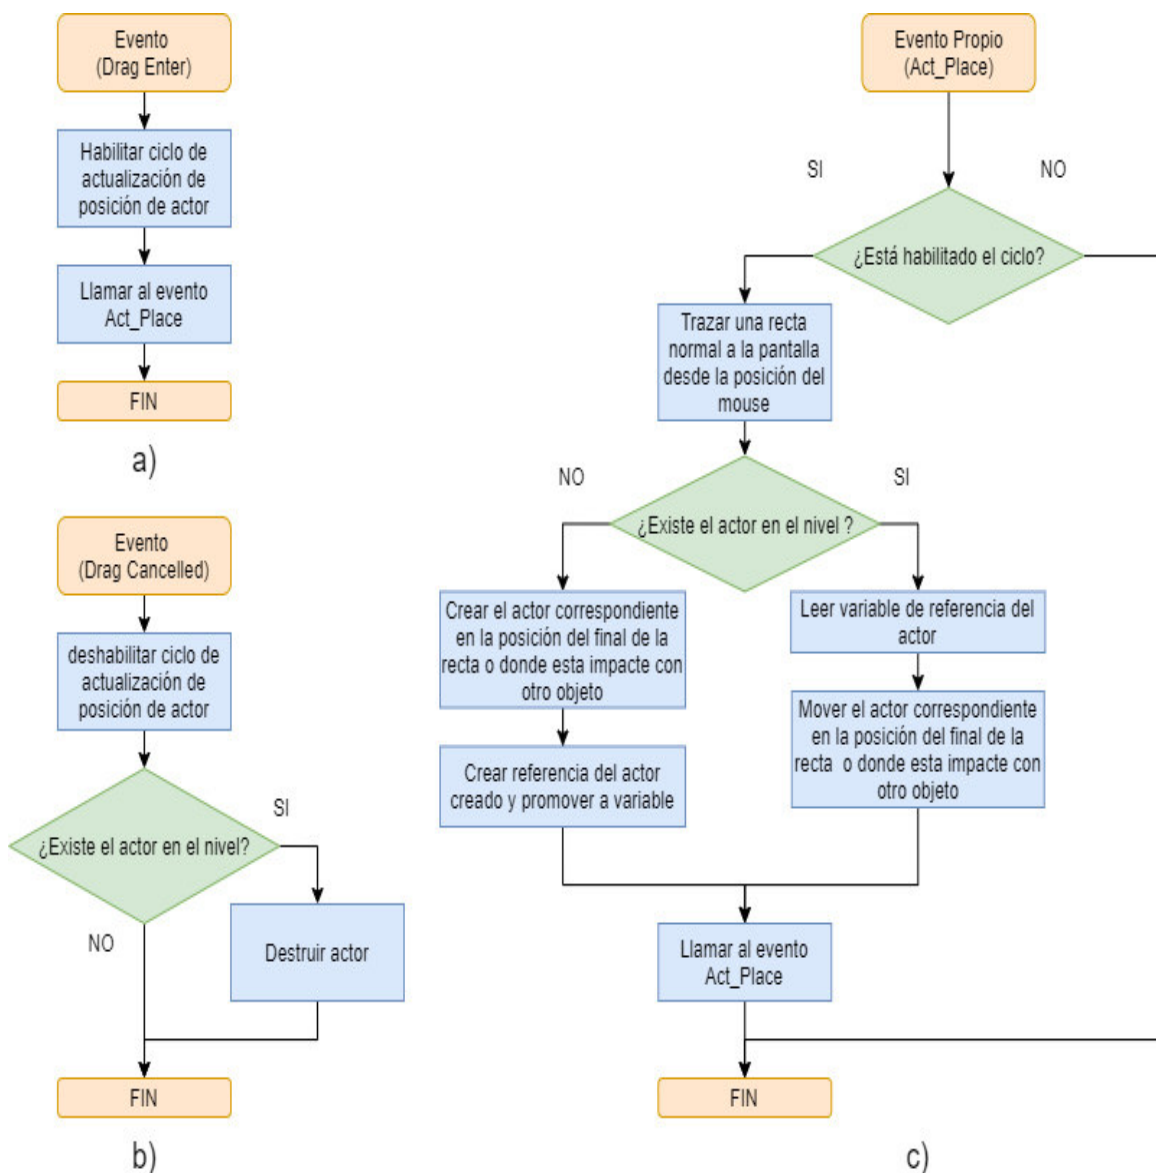 Evento
(Drag Enter)
Habilitar ciclo de
actualización de
posición de actor
Llamar al evento
Act_Place
FIN
a)
Evento
(Drag Cancelled)
deshabilitar ciclo de
actualización de
posición de actor
¿Existe el actor en el nivel?
SI
NO
Destruir actor
FIN
b)
Evento Propio
(Act_Place)
SI
NO
¿Está habilitado el ciclo?
Trazar una recta
normal a la pantalla
desde la posición del
mouse
NO
SI
¿Existe el actor en el nivel ?
Crear el actor correspondiente
en la posición del final de la
recta o donde esta impacte con
otro objeto
Crear referencia del actor
creado y promover a variable
Leer variable de referencia del
actor
Mover el actor correspondiente
en la posición del final de la
recta o donde esta impacte con
otro objeto
Llamar al evento
Act_Place
FIN
c)